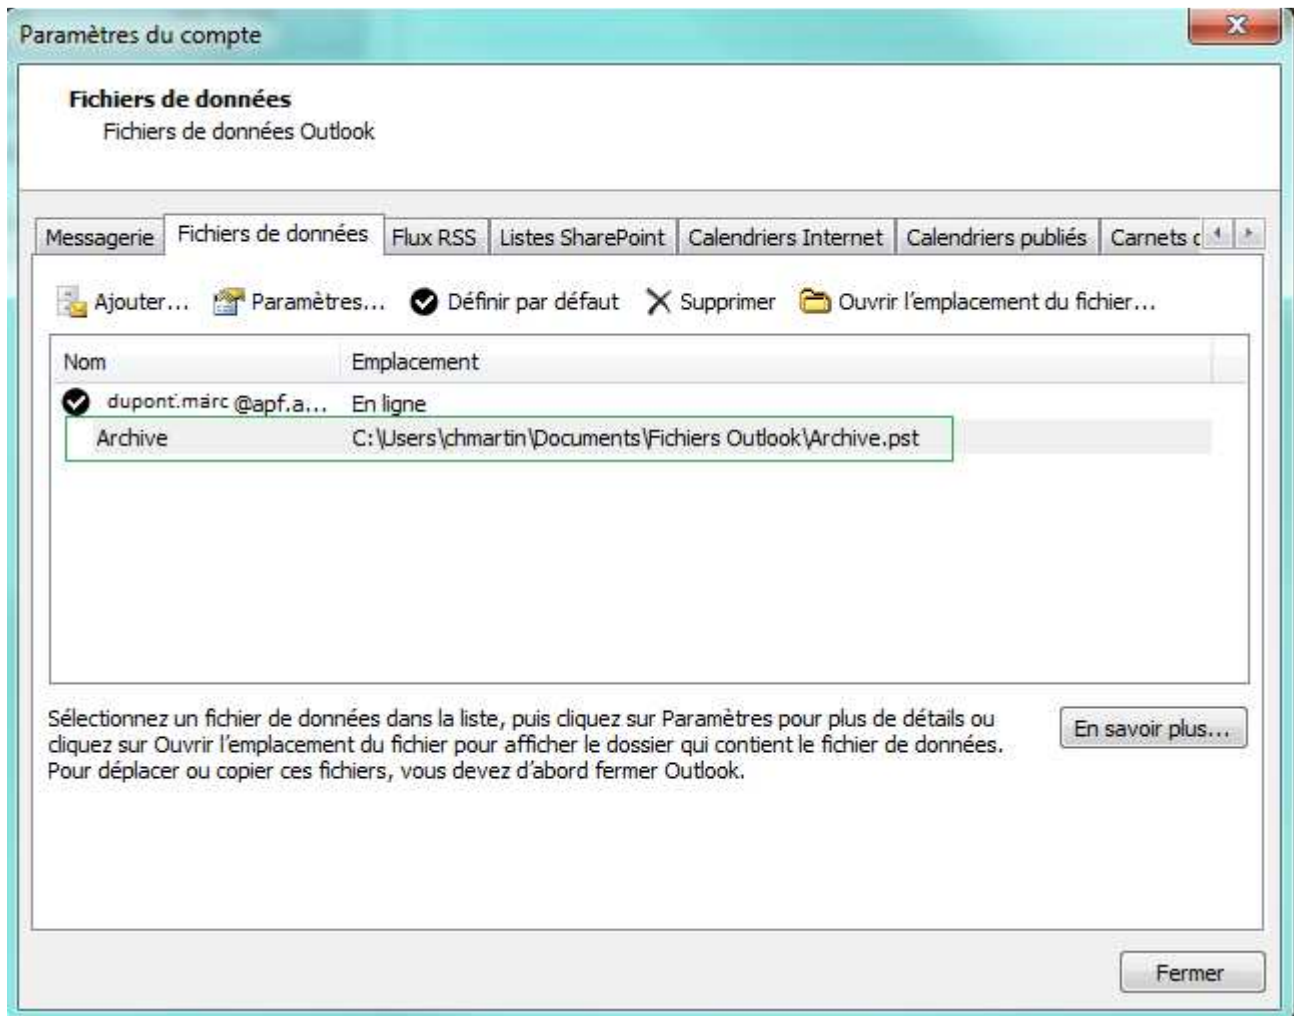 Paramètres du compte
Fichiers de données
Fichiers de données Outlook
Messagerie Fichiers de données Flux RSS Listes SharePoint Calendriers Internet Calendriers publiés Carnets c
Ajouter... Paramètres... Définir par défaut Supprimer Ouvrir l'emplacement du fichier...
Nom Emplacement
dupont.marc @apf.a... En ligne
Archive C:\Users\chmartin\Documents\Fichiers Outlook\Archive.pst
Sélectionnez un fichier de données dans la liste, puis cliquez sur Paramètres pour plus de détails ou
cliquez sur Ouvrir l'emplacement du fichier pour afficher le dossier qui contient le fichier de données.
Pour déplacer ou copier ces fichiers, vous devez d'abord fermer Outlook.
En savoir plus...
Fermer